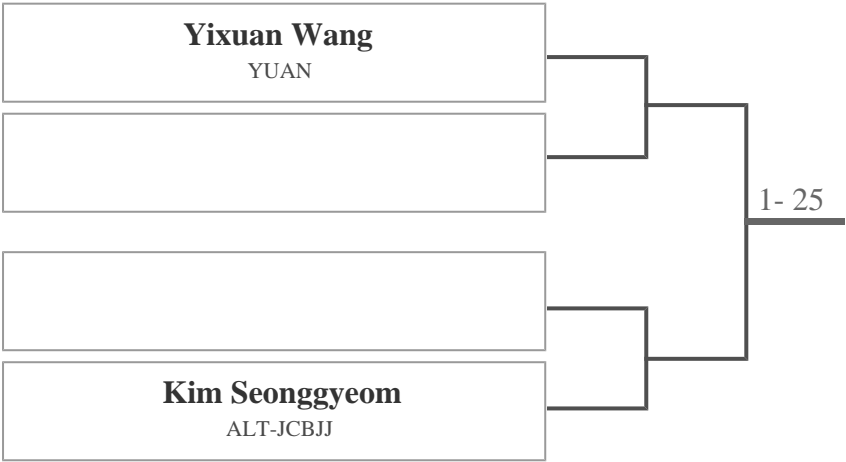 Yixuan Wang
YUAN
1- 25
Kim Seonggyeom
ALT-JCBJJ